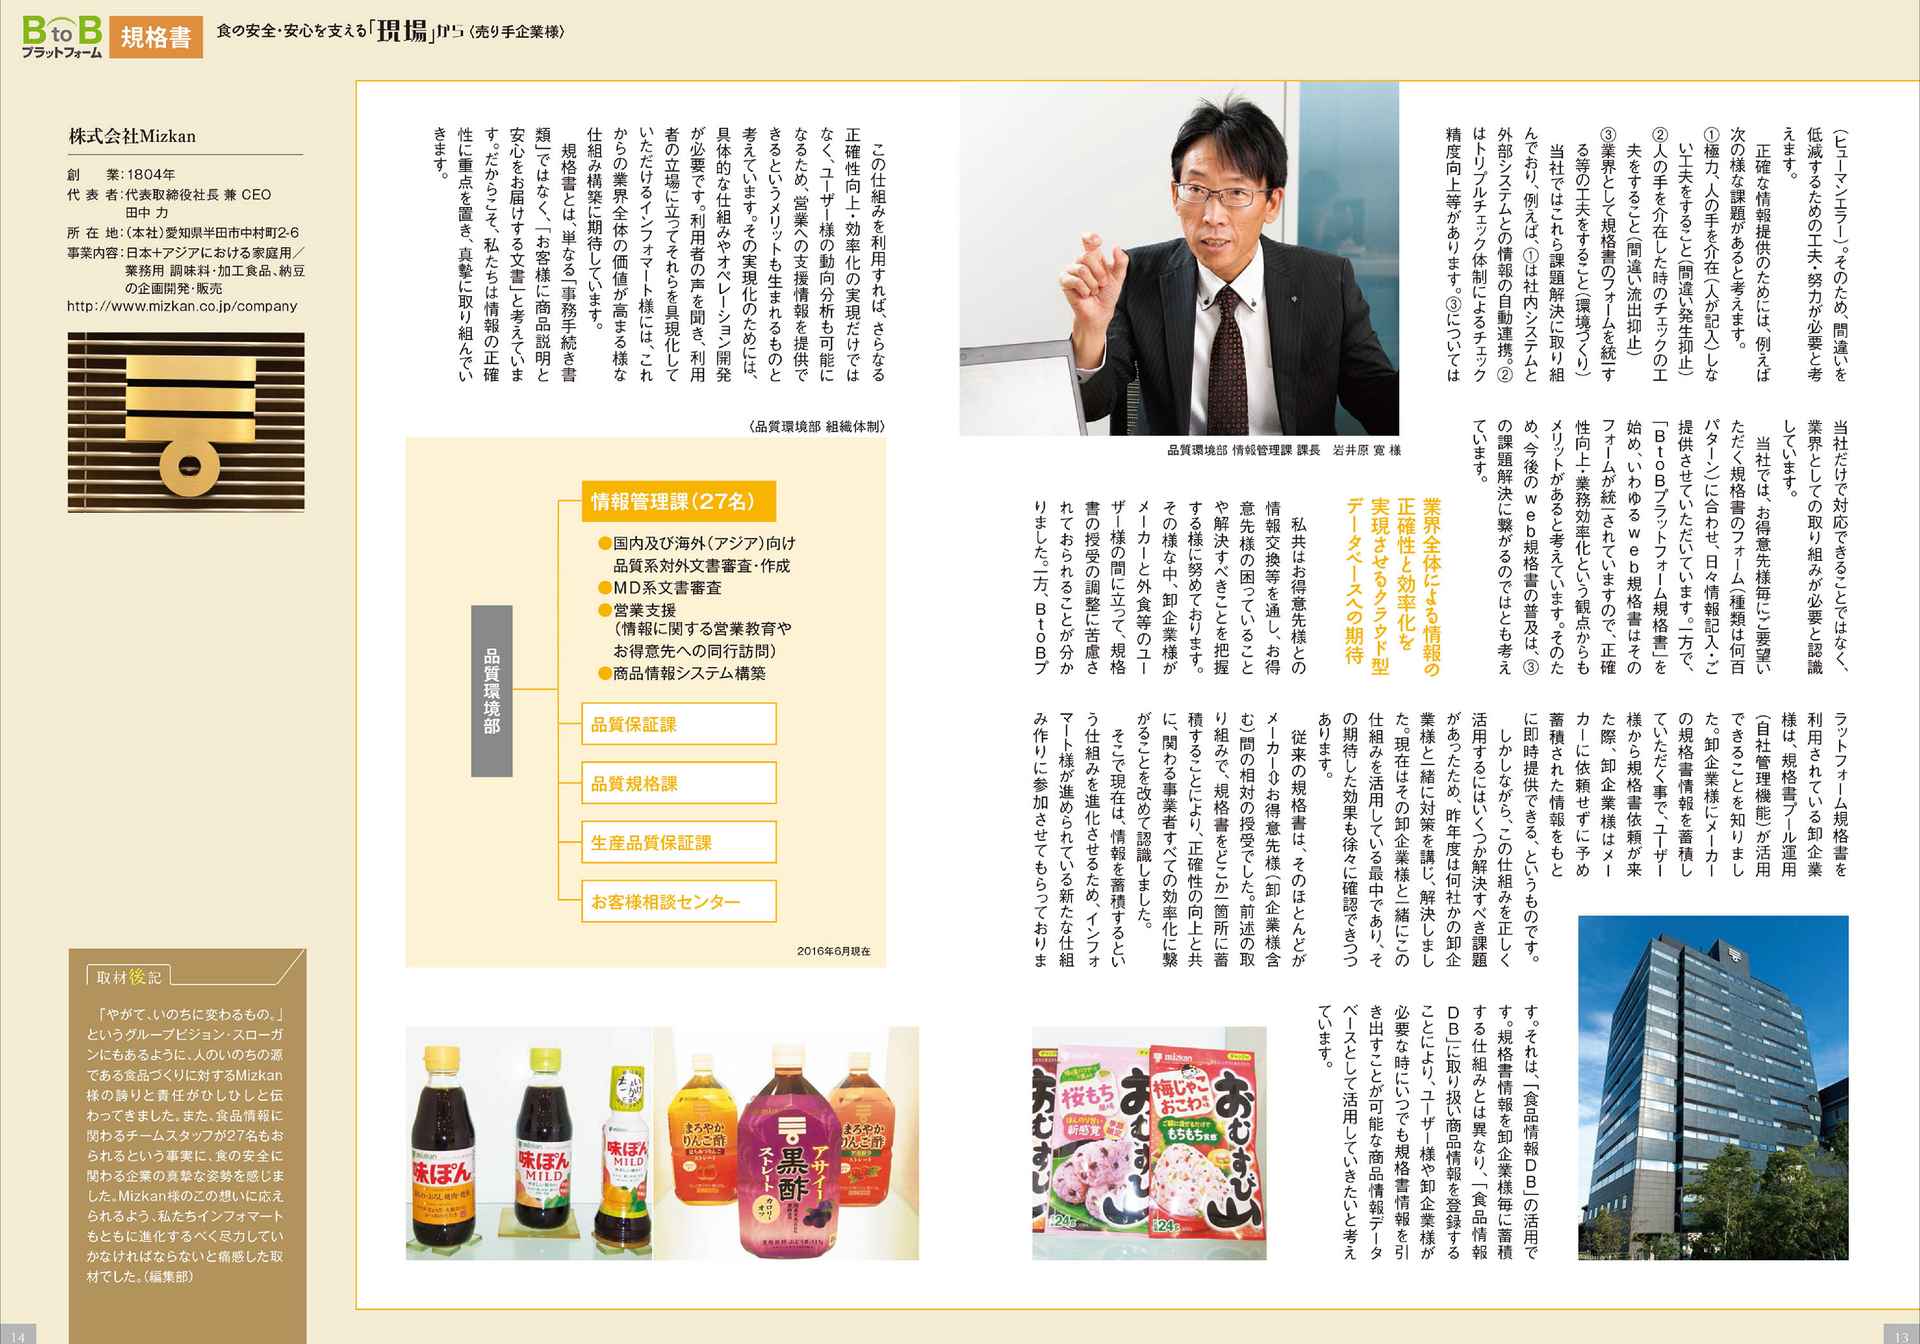 BtoB
プラットフォーム
規格書
食の安全・安心を支える「現場」から〈売り手企業様〉
(ヒューマンエラー)。そのため、間違いを
低減するための工夫・努力が必要と考
えます。
正確な情報提供のためには、例えば
次の様な課題があると考えます。
①極力、人の手を介在(人が記入)しな
い工夫をすること(間違い発生抑止)
②人の手を介在した時のチェックの工
夫をすること(間違い流出抑止)
③業界として規格書のフォームを統一す
る等の工夫をすること(環境づくり)
当社ではこれら課題解決に取り組
んでおり、例えば、①は社内システムと
外部システムとの情報の自動連携。②
はトリプルチェック体制によるチェック
精度向上等があります。③については
当社だけで対応できることではなく、
業界としての取り組みが必要と認識
しています。
当社では、お得意先様毎にご要望い
ただく規格書のフォーム(種類は何百
パターン)に合わせ、日々情報記入・ご
提供させていただいています。一方で、
「BtoBプラットフォーム規格書」を
始め、いわゆるweb規格書はその
フォームが統一されていますので、正確
性向上・業務効率化という観点からも
メリットがあると考えています。そのた
め、今後のweb規格書の普及は、③
の課題解決に繋がるのではとも考え
ています。
品質環境部 情報管理課 課長 岩井原 寛 様
業界全体による情報の
正確性と効率化を
実現させるクラウド型
データベースへの期待
私共はお得意先様との
情報交換等を通し、お得
意先様の困っていること
や解決すべきことを把握
する様に努めております。
その様な中、卸企業様が
メーカーと外食等のユー
ザー様の間に立って、規格
書の授受の調整に苦慮さ
れておられることが分か
りました。一方、BtoBプ
ラットフォーム規格書を
利用されている卸企業
様は、規格書プール運用
(自社管理機能)が活用
できることを知りまし
た。卸企業様にメーカー
の規格書情報を蓄積し
ていただく事で、ユーザー
様から規格書依頼が来
た際、卸企業様はメー
カーに依頼せずに予め
蓄積された情報をもと
に即時提供できる、というものです。
しかしながら、この仕組みを正しく
活用するにはいくつか解決すべき課題
があったため、昨年度は何社かの卸企
業様と一緒に対策を講じ、解決しまし
た。現在はその卸企業様と一緒にこの
仕組みを活用している最中であり、そ
の期待した効果も徐々に確認できつつ
あります。
従来の規格書は、そのほとんどが
メーカー⇔お得意先様(卸企業様含
む)間の相対の授受でした。前述の取
り組みで、規格書をどこか一箇所に蓄
積することにより、正確性の向上と共
に、関わる事業者すべての効率化に繋
がることを改めて認識しました。
そこで現在は、情報を蓄積するとい
う仕組みを進化させるため、インフォ
マート様が進められている新たな仕組
み作りに参加させてもらっておりま
す。それは、「食品情報DB」の活用で
す。規格書情報を卸企業様毎に蓄積
する仕組みとは異なり、「食品情報
DB」に取り扱い商品情報を登録する
ことにより、ユーザー様や卸企業様が
必要な時にいつでも規格書情報を引
き出すことが可能な商品情報データ
ベースとして活用していきたいと考え
ています。
この仕組みを利用すれば、さらなる
正確性向上・効率化の実現だけでは
なく、ユーザー様の動向分析も可能に
なるため、営業への支援情報を提供で
きるというメリットも生まれるものと
考えています。その実現化のためには、
具体的な仕組みやオペレーション開発
が必要です。利用者の声を聞き、利用
者の立場に立ってそれらを具現化して
いただけるインフォマート様には、これ
からの業界全体の価値が高まる様な
仕組み構築に期待しています。
規格書とは、単なる「事務手続き書
類」ではなく、「お客様に商品説明と
安心をお届けする文書」と考えていま
す。だからこそ、私たちは情報の正確
性に重点を置き、真摯に取り組んでい
きます。
〈品質環境部 組織体制〉
品質環境部
情報管理課(27名)
●国内及び海外(アジア)向け
品質系対外文書審査・作成
●MD系文書審査
●営業支援
(情報に関する営業教育や
お得意先への同行訪問)
●商品情報システム構築
品質保証課
品質規格課
生産品質保証課
お客様相談センター
2016年6月現在
株式会社Mizkan
創 業:1804年
代 表 者:代表取締役社長 兼 CEO
田中 力
所 在 地:(本社)愛知県半田市中村町2-6
事業内容:日本+アジアにおける家庭用/
業務用 調味料・加工食品、納豆
の企画開発・販売
http://www.mizkan.co.jp/company
取材後記
「やがて、いのちに変わるもの。」
というグループビジョン・スローガ
ンにもあるように、人のいのちの源
である食品づくりに対するMizkan
様の誇りと責任がひしひしと伝
わってきました。また、食品情報に
関わるチームスタッフが27名もお
られるという事実に、食の安全に
関わる企業の真摯な姿勢を感じま
した。Mizkan様のこの想いに応え
られるよう、私たちインフォマート
もともに進化するべく尽力してい
かなければならないと痛感した取
材でした。(編集部)
味ぽん
mizkan
味ぽん
MILD
味ぽん
MILD
まろやか
りんご酢
ストレート
アサイー
黒酢
ストレート
カロリーオフ
まろやか
りんご酢
ストレート
mizkan
桜もち
風味
新感覚
おむすび山
24g
mizkan
梅じゃこ
おこわ風味
もちもち食感
おむすび山
24g
14
13